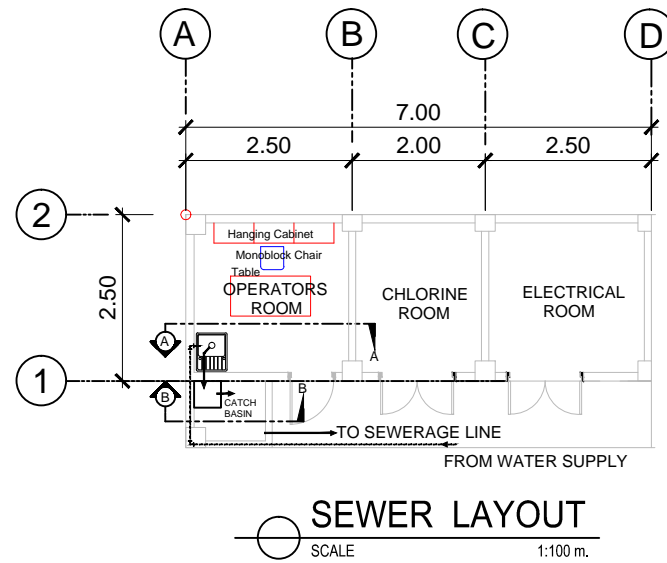 A
B
C
D
7.00
2.50
2.00
2.50
2
2.50
1
Hanging Cabinet
Monoblock Chair
Table
OPERATORS
ROOM
CHLORINE
ROOM
ELECTRICAL
ROOM
A
A
B
B
CATCH
BASIN
TO SEWERAGE LINE
FROM WATER SUPPLY
SEWER LAYOUT
SCALE
1:100 m.